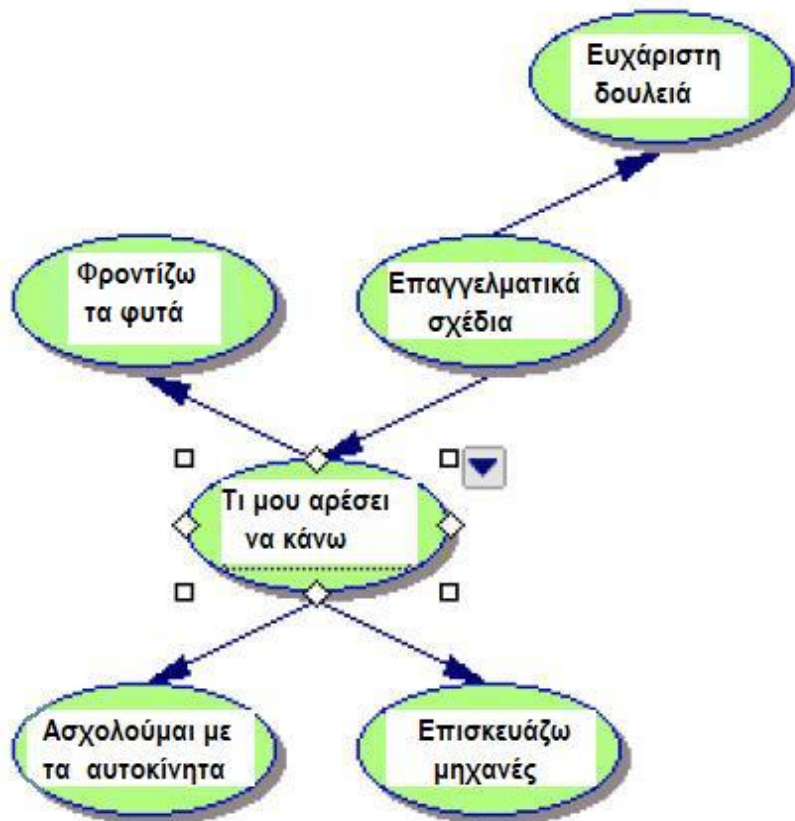 Ευχάριστη
δουλειά
Φροντίζω
τα φυτά
Επαγγελματικά
σχέδια
Τι μου αρέσει
να κάνω
Ασχολούμαι με
τα αυτοκίνητα
Επισκευάζω
μηχανές